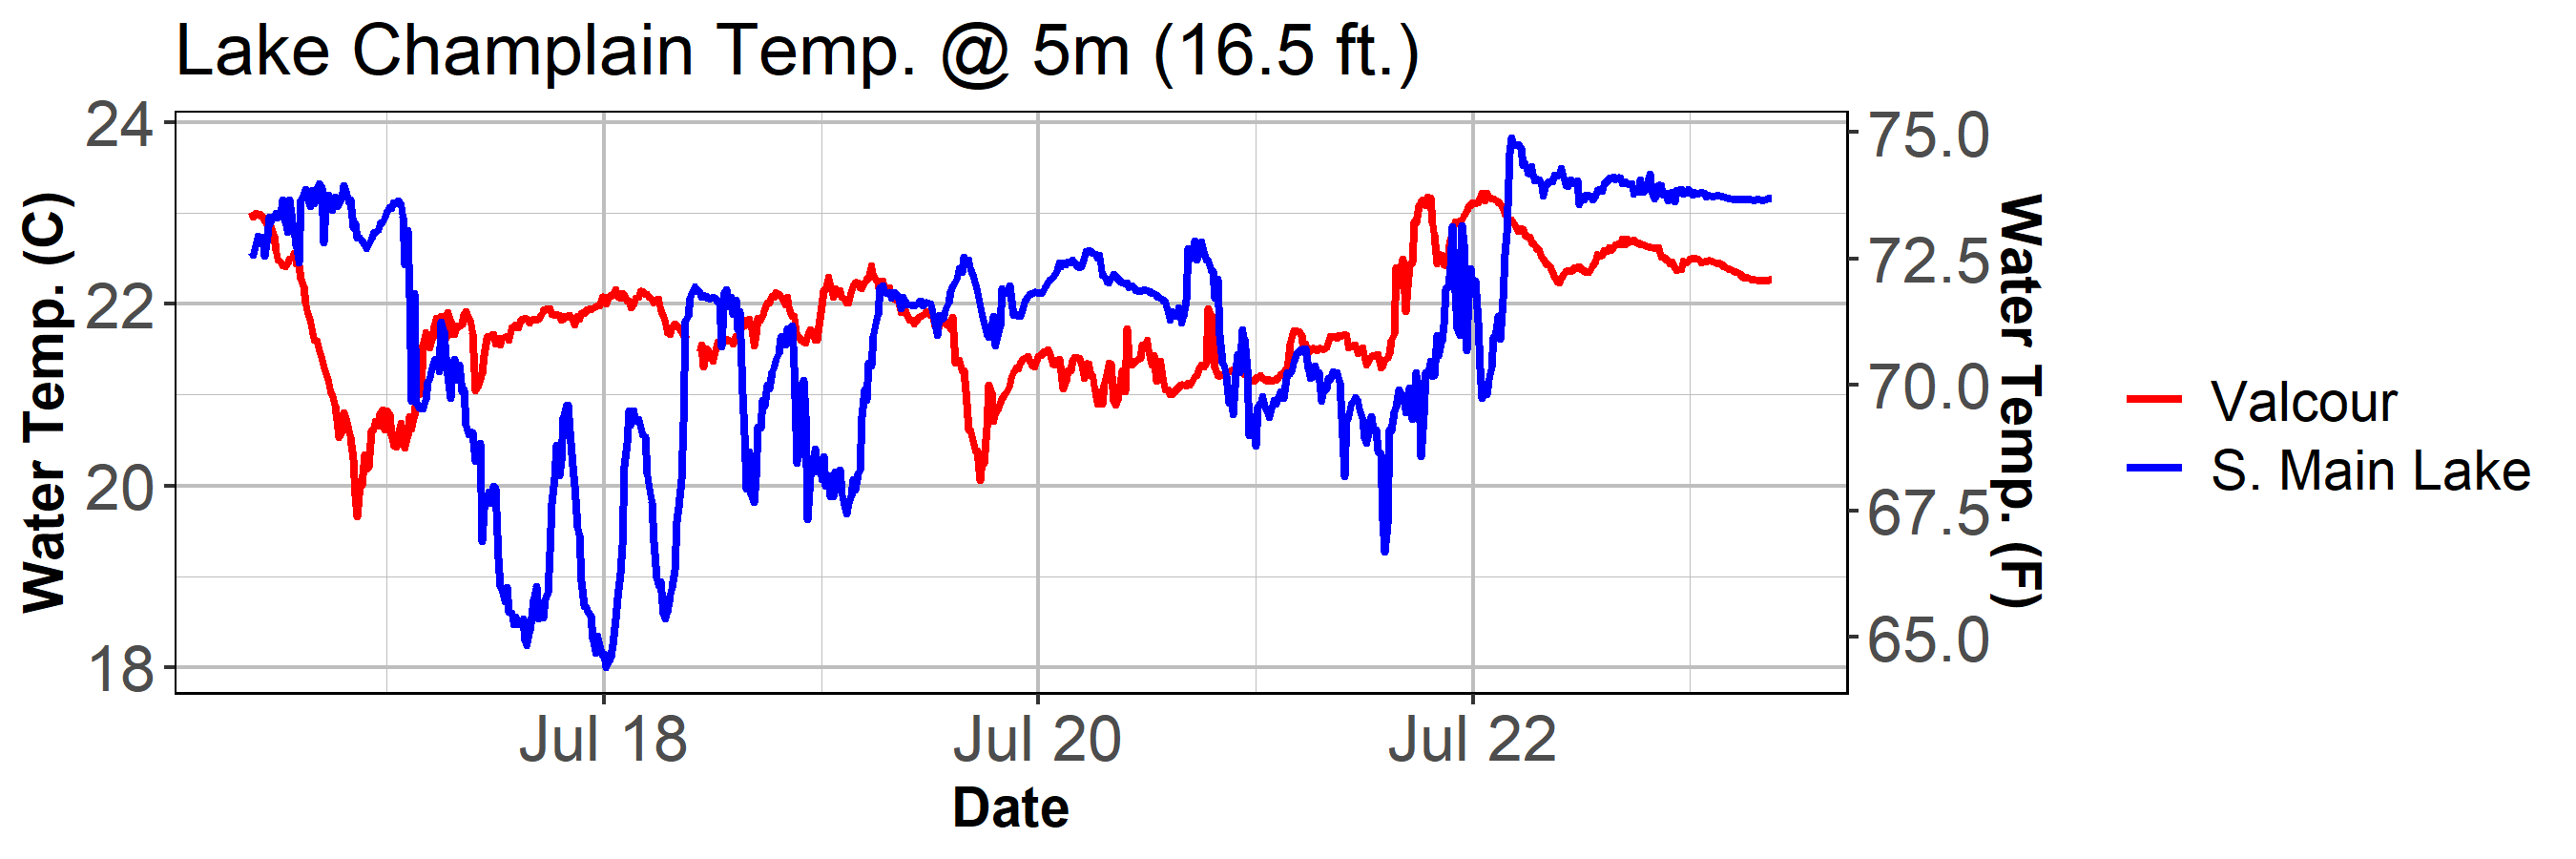 Lake Champlain Temp. @ 5m (16.5 ft.)
Water Temp. (C)
24
22
20
18
75.0
72.5
70.0
67.5
65.0
Water Temp. (F)
Jul 18
Jul 20
Jul 22
Date
Valcour
S. Main Lake